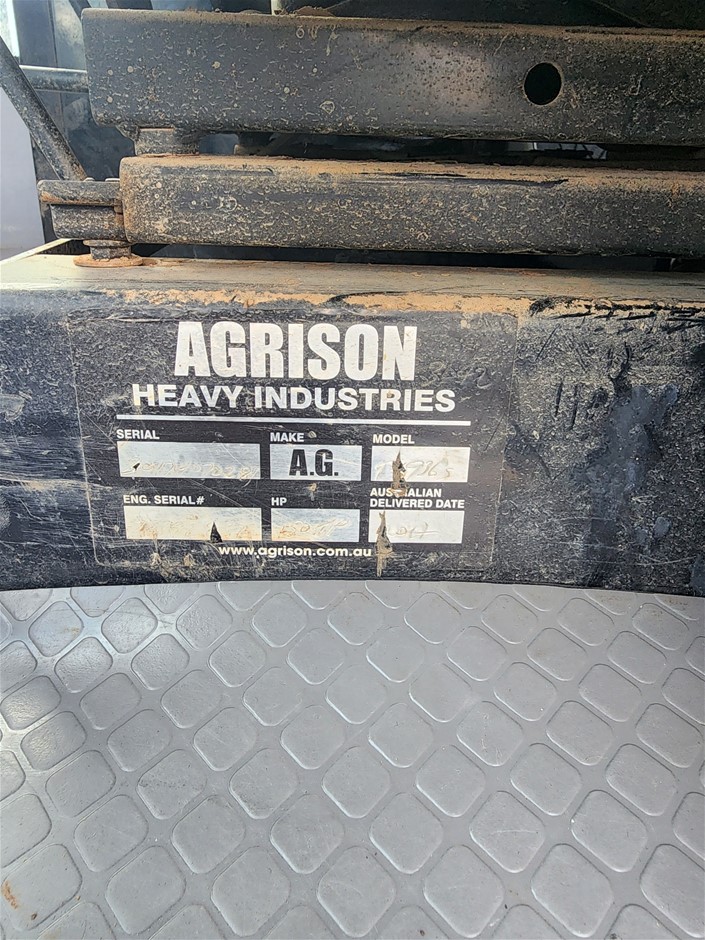 AGRISON
HEAVY INDUSTRIES
SERIAL MAKE MODEL
A.G.
ENG. SERIAL# HP AUSTRALIAN
DELIVERED DATE
www.agrison.com.au